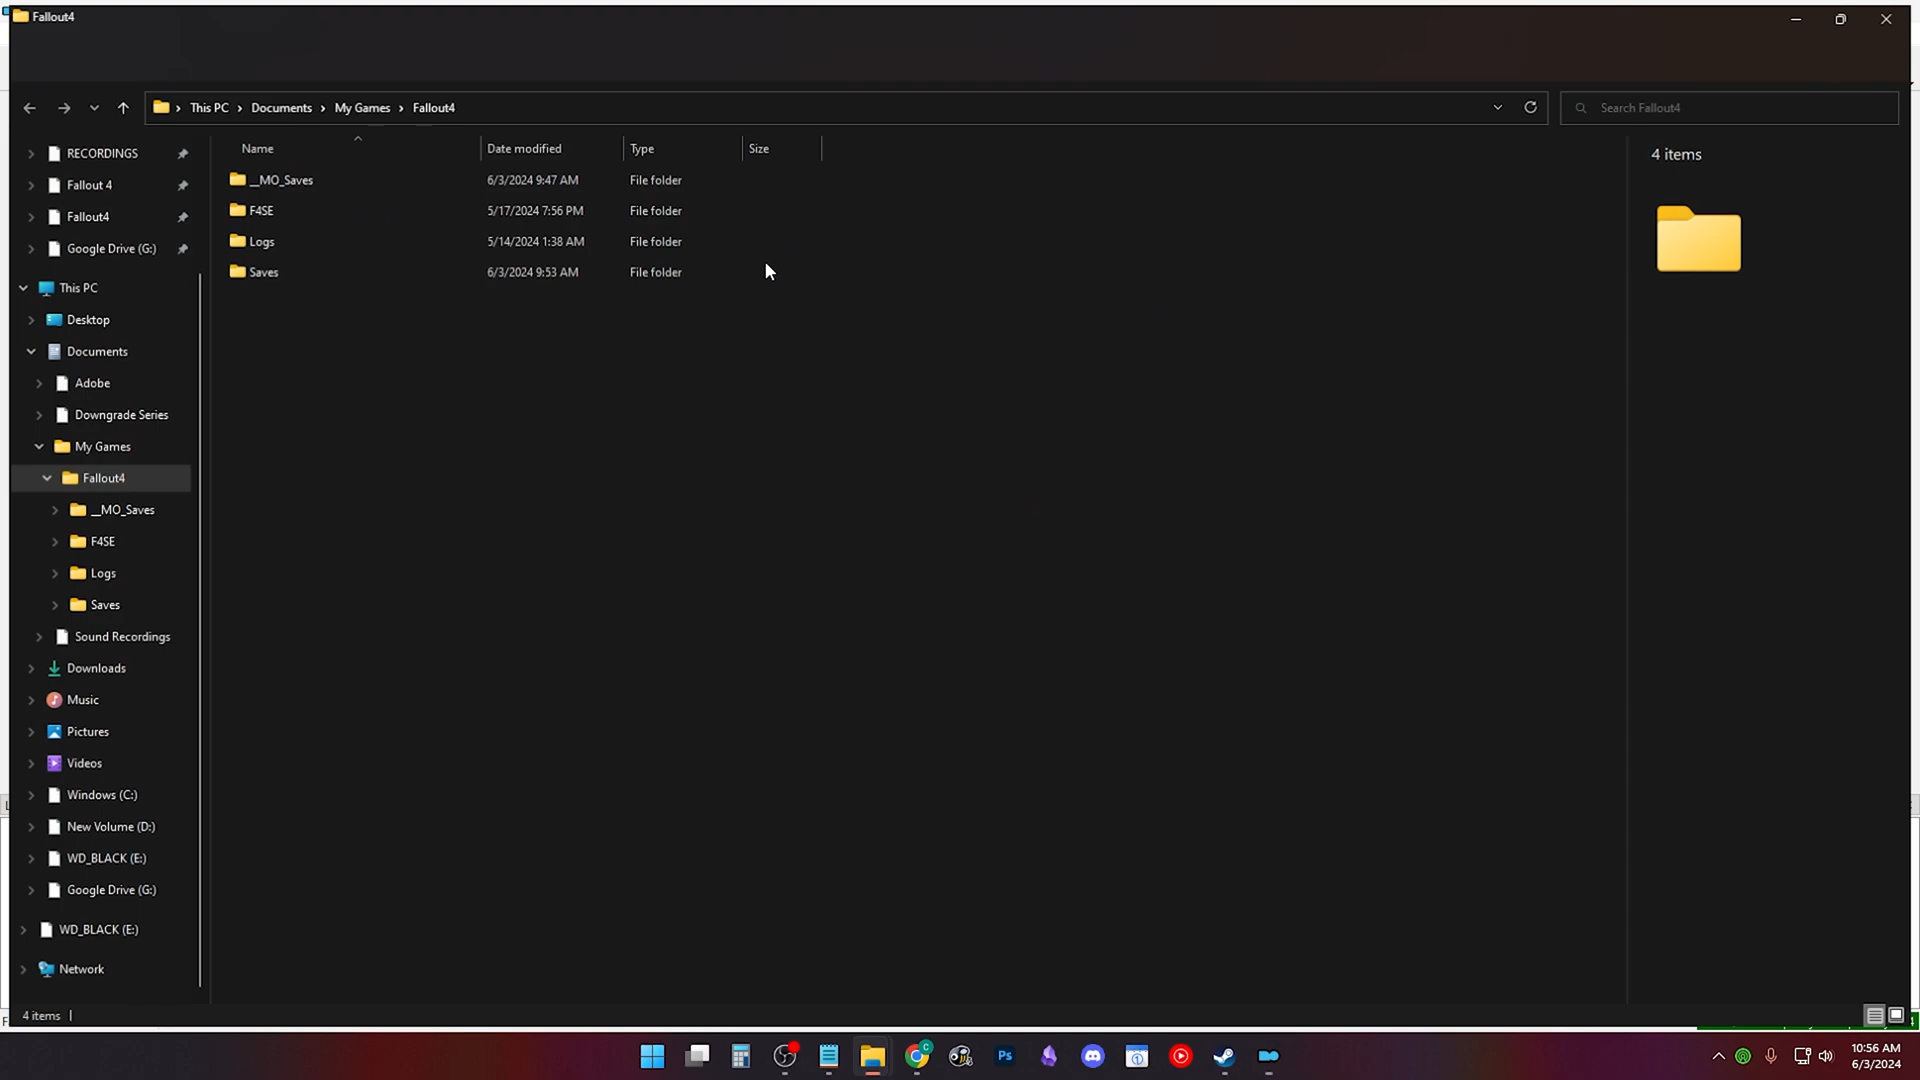 Fallout4
This PC > Documents > My Games > Fallout4
Search Fallout4
RECORDINGS
Fallout 4
Fallout4
Google Drive (G:)
This PC
Desktop
Documents
Adobe
Downgrade Series
My Games
Fallout4
__MO_Saves
F4SE
Logs
Saves
Sound Recordings
Downloads
Music
Pictures
Videos
Windows (C:)
New Volume (D:)
WD_BLACK (E:)
Google Drive (G:)
WD_BLACK (E:)
Network
Name Date modified Type Size
__MO_Saves 6/3/2024 9:47 AM File folder
F4SE 5/17/2024 7:56 PM File folder
Logs 5/14/2024 1:38 AM File folder
Saves 6/3/2024 9:53 AM File folder
4 items
4 items
C
Ps
10:56 AM
6/3/2024